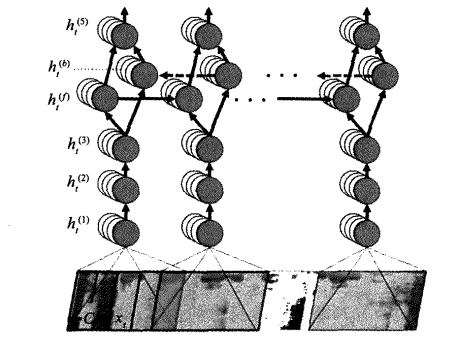 h_t^(5)
h_t^(b)
h_t^(f)
h_t^(3)
h_t^(2)
h_t^(1)
C x_t